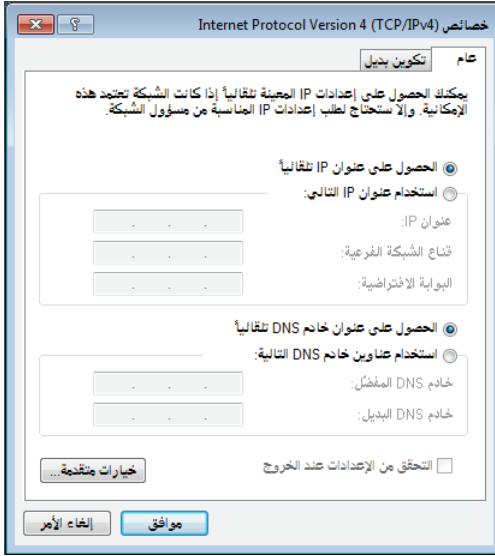 خصائص Internet Protocol Version 4 (TCP/IPv4)
عام
تكوين بديل
يمكنك الحصول على إعدادات IP المعينة تلقائياً إذا كانت الشبكة تعتمد هذه
الإمكانية. وإلا ستحتاج لطلب إعدادات IP المناسبة من مسؤول الشبكة.
الحصول على عنوان IP تلقائياً
استخدام عنوان IP التالي:
عنوان IP:
قناع الشبكة الفرعية:
البوابة الافتراضية:
الحصول على عنوان خادم DNS تلقائياً
استخدام عناوين خادم DNS التالية:
خادم DNS المفضّل:
خادم DNS البديل:
التحقق من الإعدادات عند الخروج
خيارات متقدمة...
موافق
إلغاء الأمر